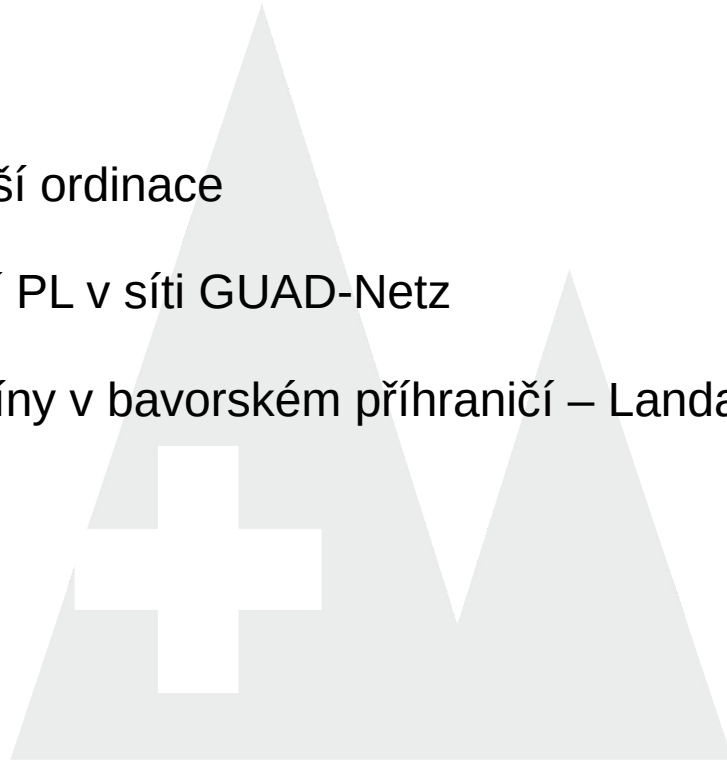 ší ordinace
í PL v síti GUAD-Netz
íny v bavorském příhraničí – Landa